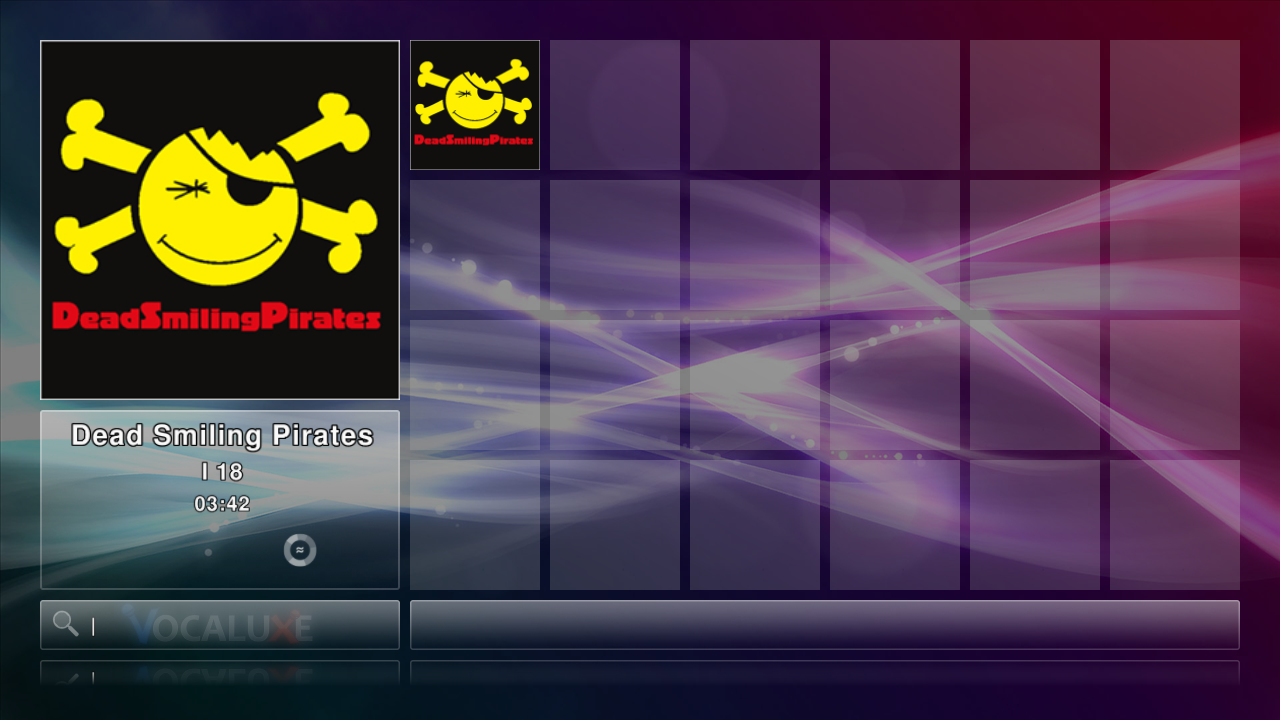 DeadSmilingPirates
DeadSmilingPirates
Dead Smiling Pirates
I 18
03:42
≈
VOCALUXE